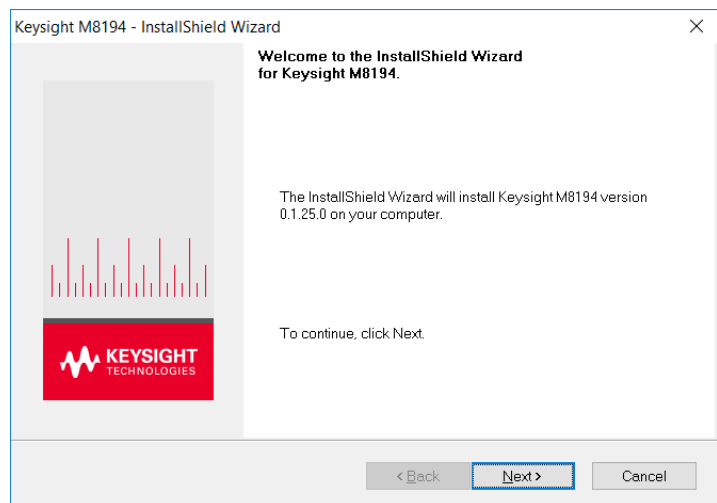 Keysight M8194 - InstallShield Wizard
Welcome to the InstallShield Wizard
for Keysight M8194.
The InstallShield Wizard will install Keysight M8194 version
0.1.25.0 on your computer.
To continue, click Next.
KEYSIGHT
TECHNOLOGIES
< Back
Next >
Cancel